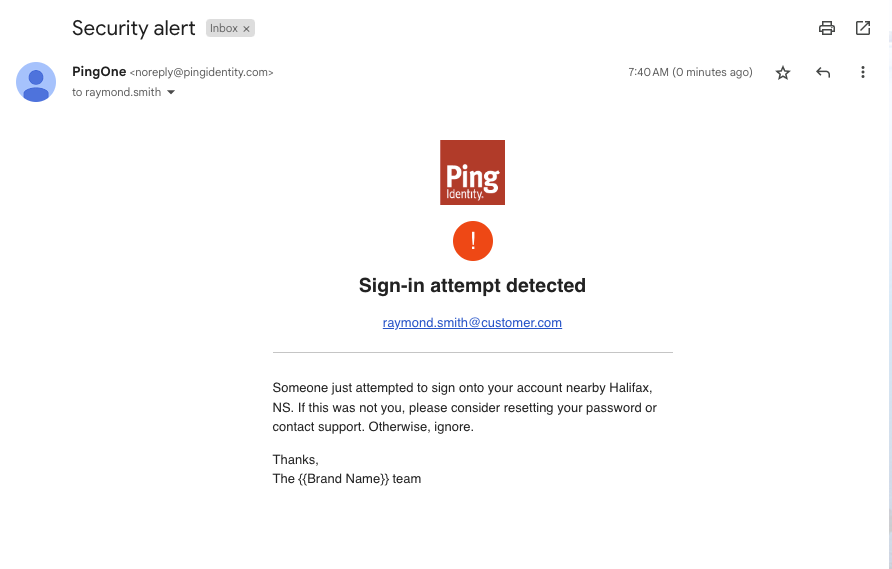 Security alert Inbox ×
PingOne <noreply@pingidentity.com> 7:40 AM (0 minutes ago)
to raymond.smith
Ping
Identity.
!
Sign-in attempt detected
raymond.smith@customer.com
Someone just attempted to sign onto your account nearby Halifax,
NS. If this was not you, please consider resetting your password or
contact support. Otherwise, ignore.
Thanks,
The {{Brand Name}} team